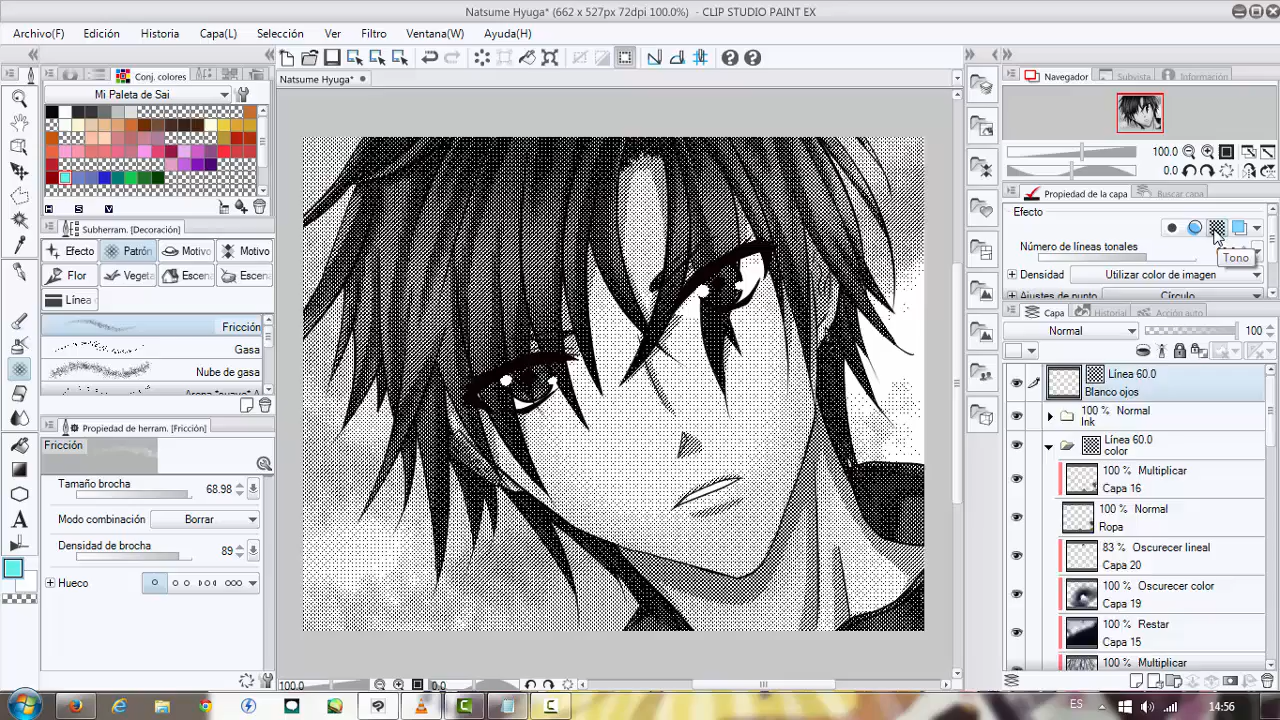 Natsume Hyuga* (662 x 527px 72dpi 100.0%) - CLIP STUDIO PAINT EX
Archivo(F) Edición Historia Capa(L) Selección Ver Filtro Ventana(W) Ayuda(H)
Conj. colores
Mi Paleta de Sai
H S V
Subherram. [Decoración]
Efecto Patrón Motivo Motivo
Flor Vegeta Escena Escena
Línea
Fricción
Gasa
Nube de gasa
Propiedad de herram. [Fricción]
Fricción
Tamaño brocha 68.98
Modo combinación Borrar
Densidad de brocha 89
Hueco
Natsume Hyuga*
100.0 0.0
Navegador Subvista Información
100.0
0.0
Propiedad de la capa Buscar capa
Efecto
Número de líneas tonales
Tono
Densidad Utilizar color de imagen
Ajustes de punto Círculo
Capa Historial Acción auto
Normal 100
Línea 60.0
Blanco ojos
100 % Normal
Ink
Línea 60.0
color
100 % Multiplicar
Capa 16
100 % Normal
Ropa
83 % Oscurecer lineal
Capa 20
100 % Oscurecer color
Capa 19
100 % Restar
Capa 15
100 % Multiplicar
ES 14:56